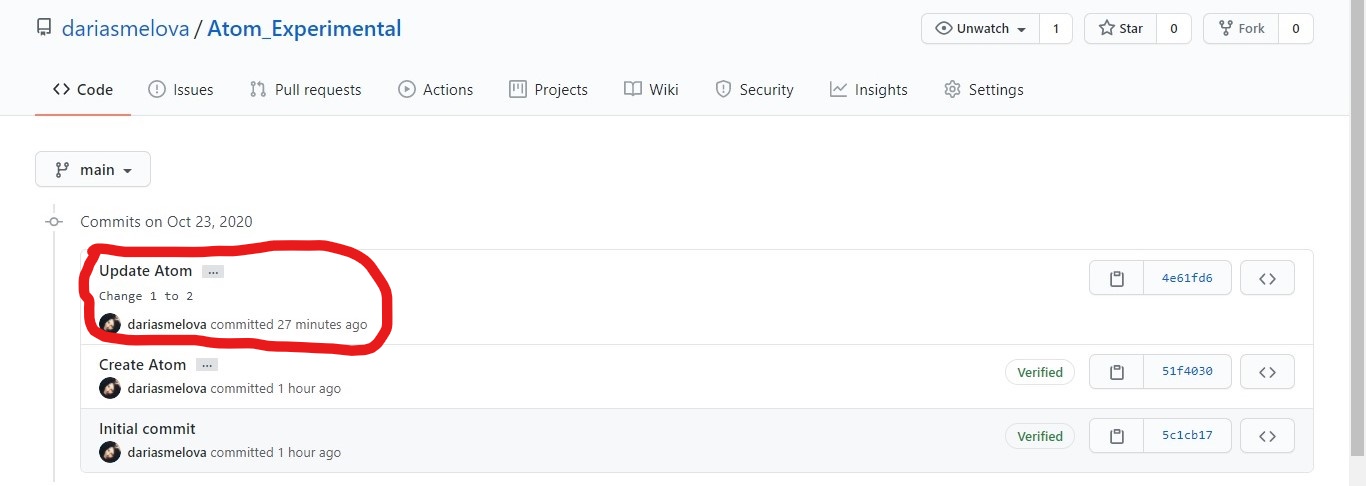 dariasmelova / Atom_Experimental Unwatch 1 Star 0 Fork 0
Code Issues Pull requests Actions Projects Wiki Security Insights Settings
main
Commits on Oct 23, 2020
Update Atom ... 4e61fd6
Change 1 to 2
dariasmelova committed 27 minutes ago
Create Atom ... Verified 51f4030
dariasmelova committed 1 hour ago
Initial commit Verified 5c1cb17
dariasmelova committed 1 hour ago